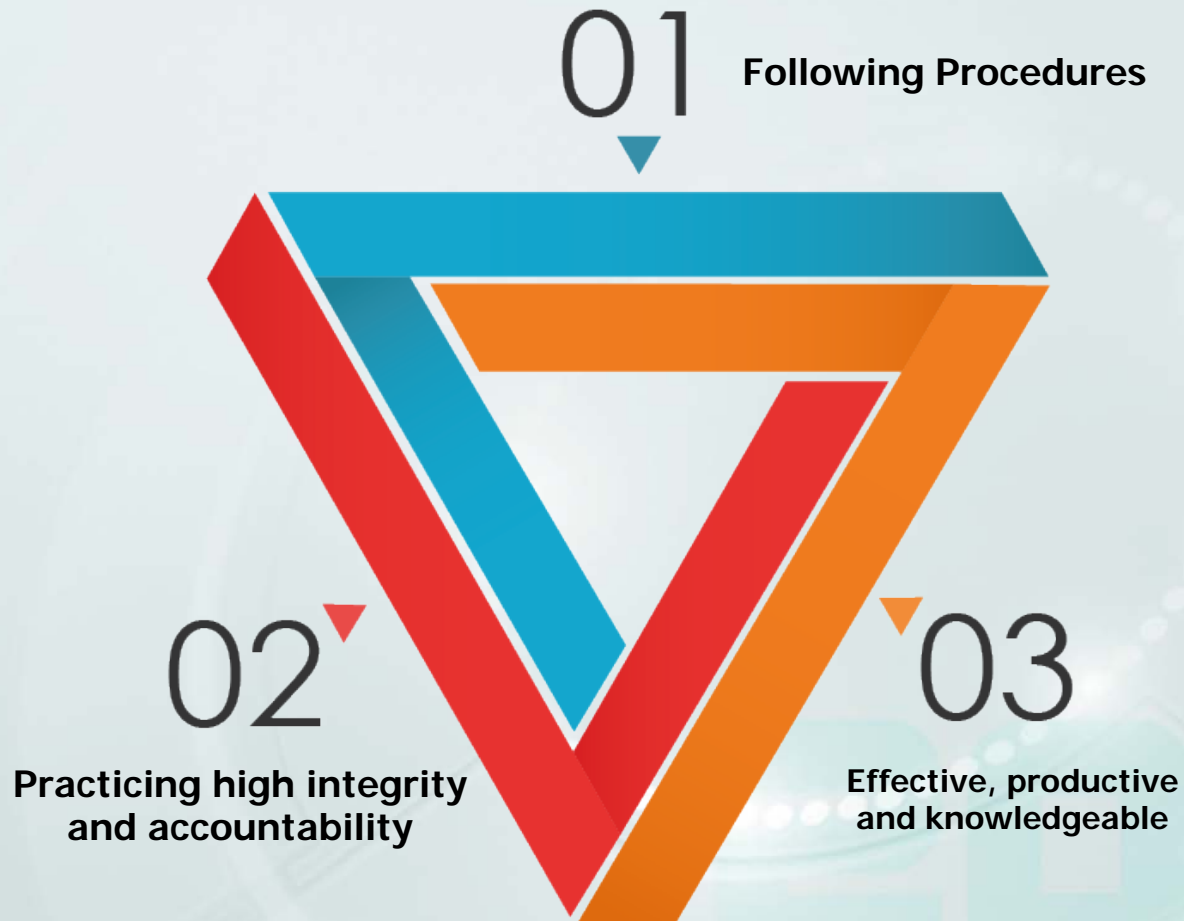 01
Following Procedures
02
Practicing high integrity
and accountability
03
Effective, productive
and knowledgeable